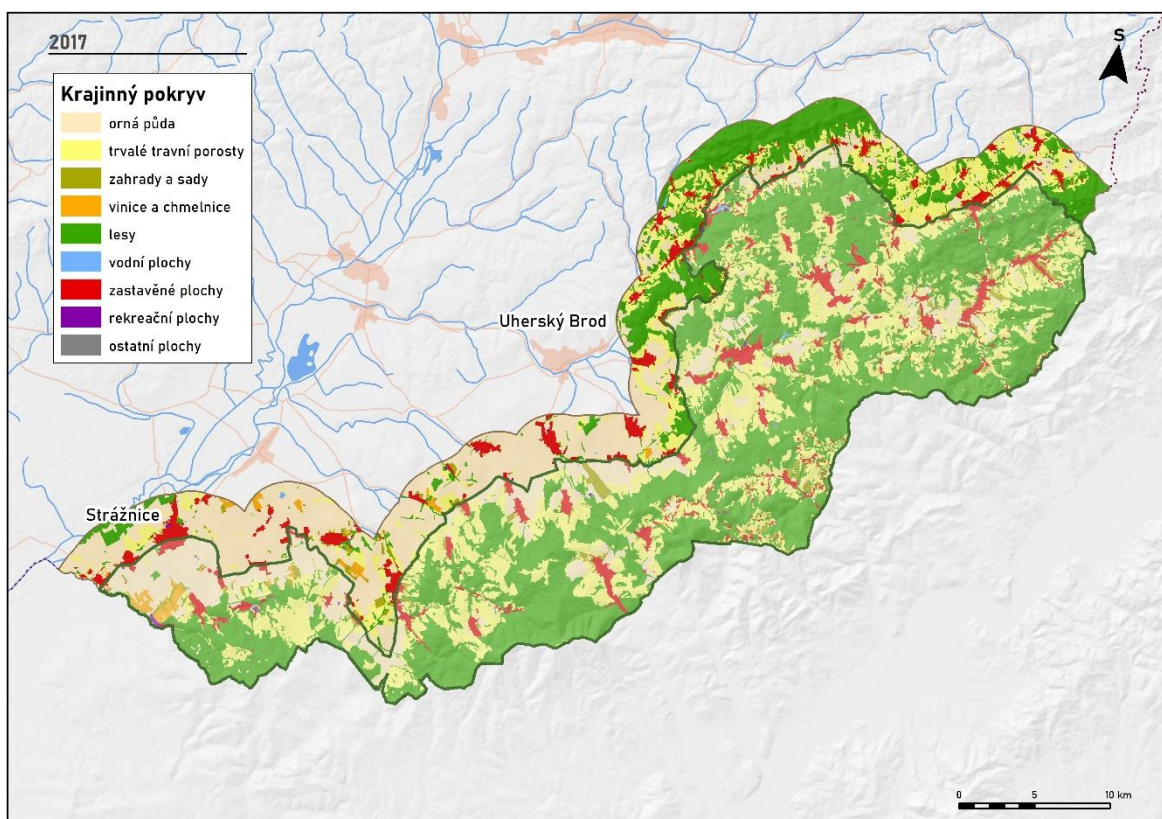 2017
Krajinný pokryv
orná půda
trvalé travní porosty
zahrady a sady
vinice a chmelnice
lesy
vodní plochy
zastavěné plochy
rekreační plochy
ostatní plochy
S
Uherský Brod
Strážnice
0 5 10 km